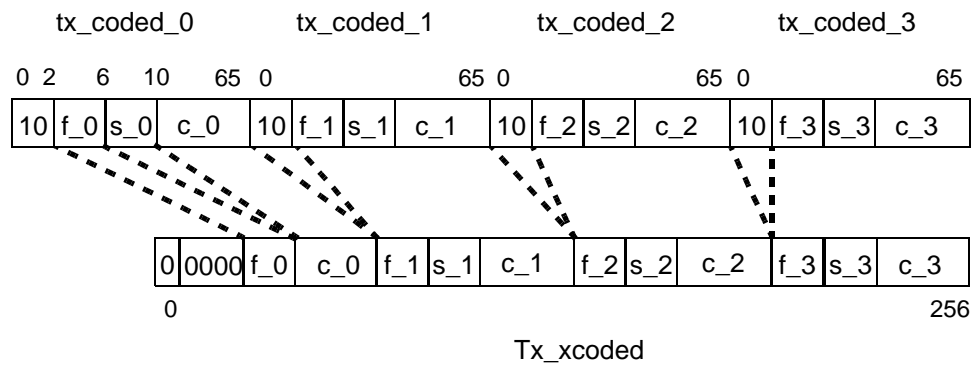 tx_coded_0 tx_coded_1 tx_coded_2 tx_coded_3
0 2 6 10 65 0 65 0 65 0 65
10 f_0 s_0 c_0 10 f_1 s_1 c_1 10 f_2 s_2 c_2 10 f_3 s_3 c_3
0 0000 f_0 c_0 f_1 s_1 c_1 f_2 s_2 c_2 f_3 s_3 c_3
0 256
Tx_xcoded